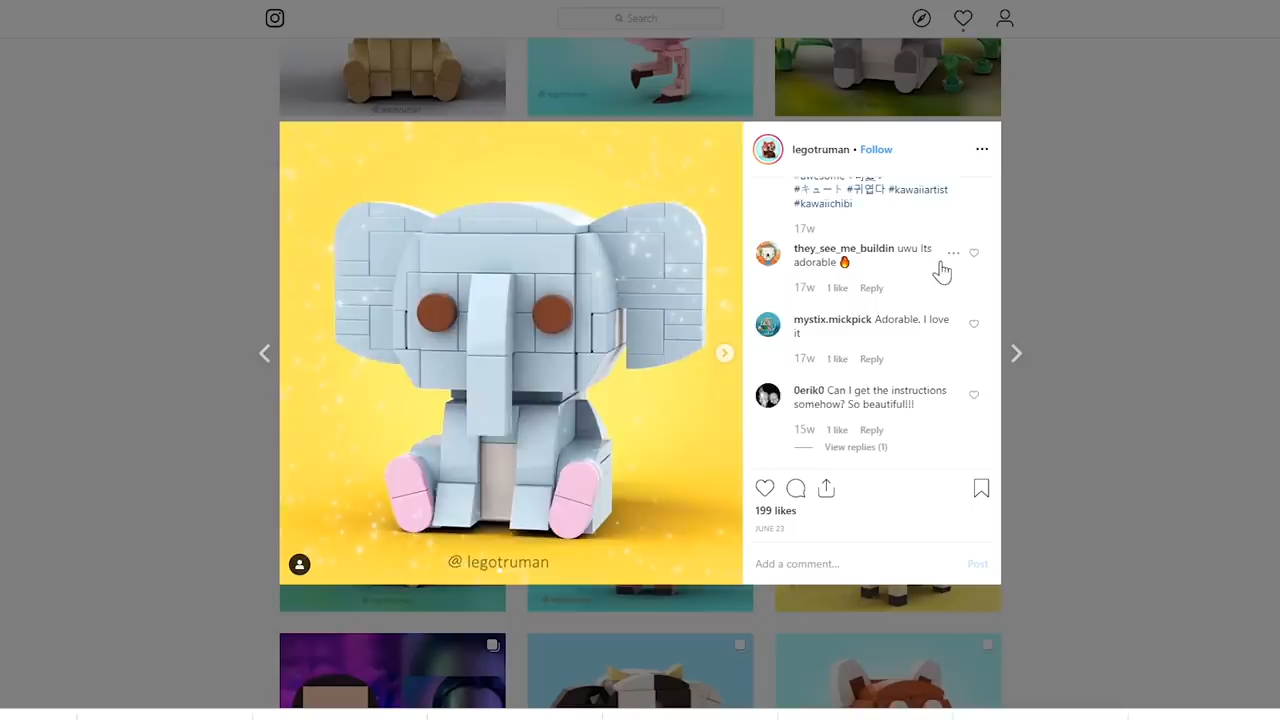 Search
legotruman • Follow
#キュート #귀엽다 #kawaiiartist
#kawaiichibi
17w
they_see_me_buildin uwu Its
adorable 🔥
17w 1 like Reply
mystix.mickpick Adorable. I love
it
17w 1 like Reply
0erik0 Can I get the instructions
somehow? So beautiful!!!
15w 1 like Reply
View replies (1)
199 likes
JUNE 23
Add a comment... Post
@ legotruman